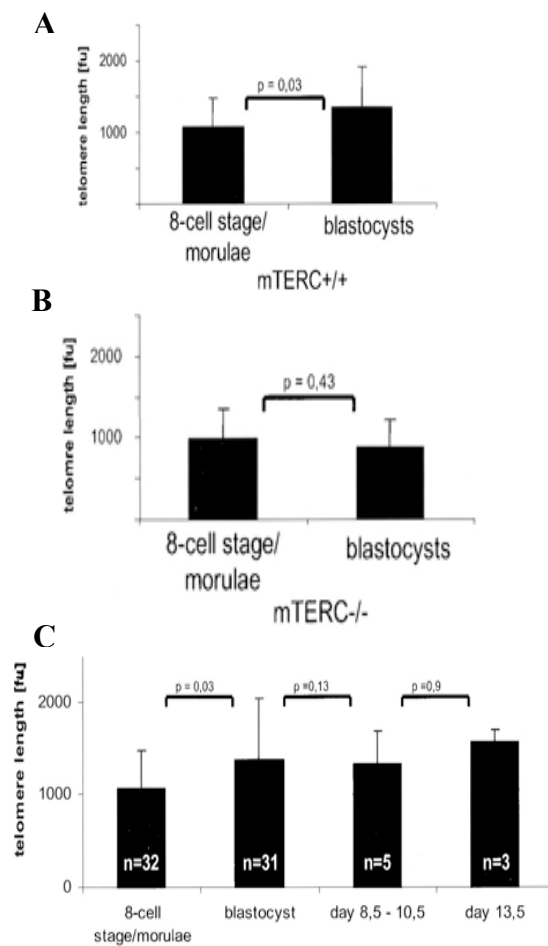 A
telomere length [fu]
2000
1000
p = 0,03
8-cell stage/
morulae
blastocysts
mTERC+/+
B
telomre length [fu]
2000
1000
p = 0,43
8-cell stage/
morulae
blastocysts
mTERC-/-
C
telomere length [fu]
2000
1000
0
p = 0,03
p =0,13
p =0,9
n=32
n=31
n=5
n=3
8-cell
stage/morulae
blastocyst
day 8,5 - 10,5
day 13,5